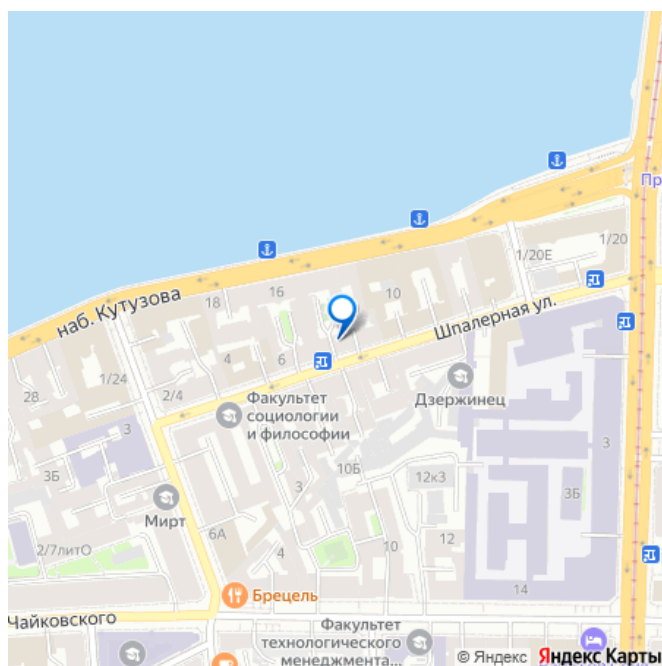 Пр
1/20
1/20Е
наб. Кутузова
16
18
10
Шпалерная ул.
4
6
28
1/24
2/4
Факультет
социологии
и философии
Дзержинец
3
3
3Б
10Б
3
12к3
3Б
Мирт
6А
12
2/7литО
4
10
14
Брецель
Чайковского
Факультет
технологического
менеджмента...
© Яндекс Яндекс Карты